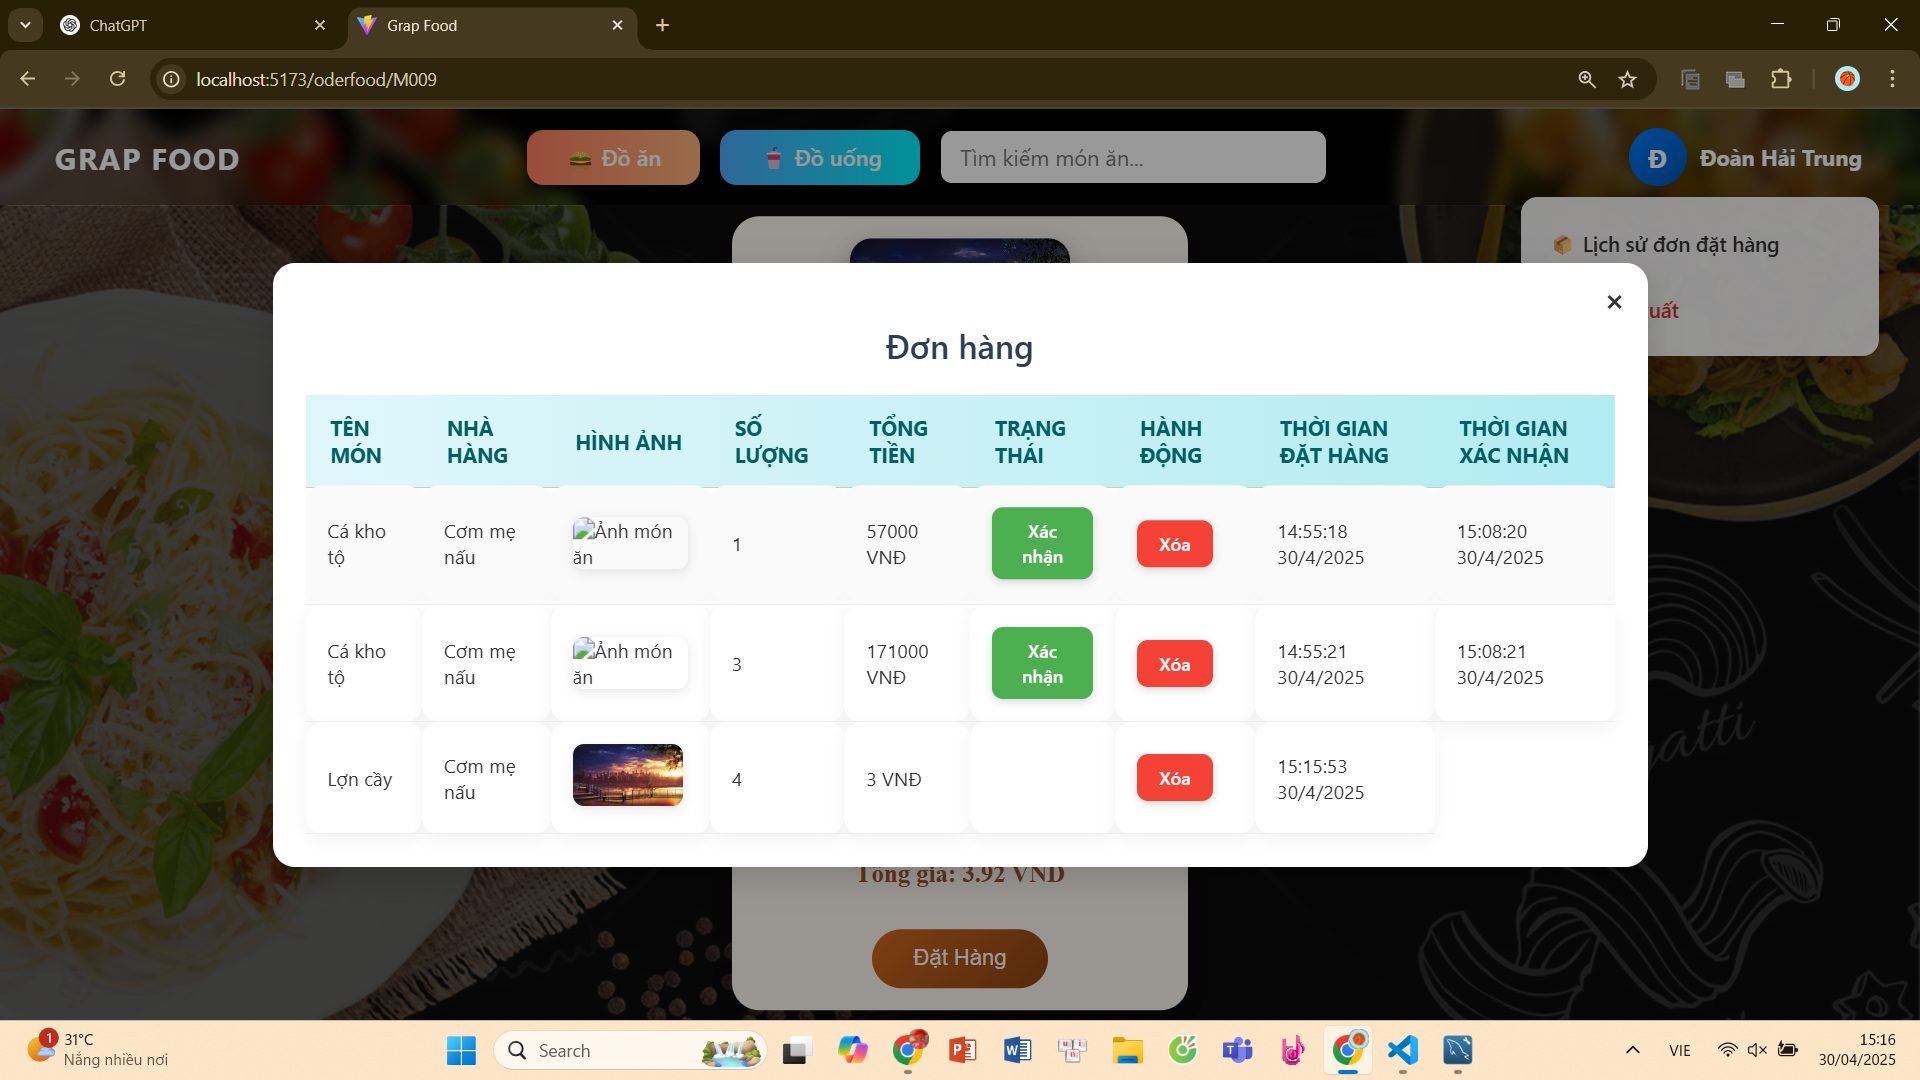 ChatGPT
Grap Food
localhost:5173/oderfood/M009
GRAP FOOD
Đồ ăn
Đồ uống
Tìm kiếm món ăn...
Đ
Đoàn Hải Trung
Lịch sử đơn đặt hàng
uất
Đơn hàng
TÊN MÓN
NHÀ HÀNG
HÌNH ẢNH
SỐ LƯỢNG
TỔNG TIỀN
TRẠNG THÁI
HÀNH ĐỘNG
THỜI GIAN ĐẶT HÀNG
THỜI GIAN XÁC NHẬN
Cá kho tộ
Cơm mẹ nấu
Ảnh món ăn
1
57000 VNĐ
Xác nhận
Xóa
14:55:18 30/4/2025
15:08:20 30/4/2025
Cá kho tộ
Cơm mẹ nấu
Ảnh món ăn
3
171000 VNĐ
Xác nhận
Xóa
14:55:21 30/4/2025
15:08:21 30/4/2025
Lợn cầy
Cơm mẹ nấu
4
3 VNĐ
Xóa
15:15:53 30/4/2025
Tổng giá: 3.92 VND
Đặt Hàng
1
31°C
Nắng nhiều nơi
Search
VIE
15:16
30/04/2025